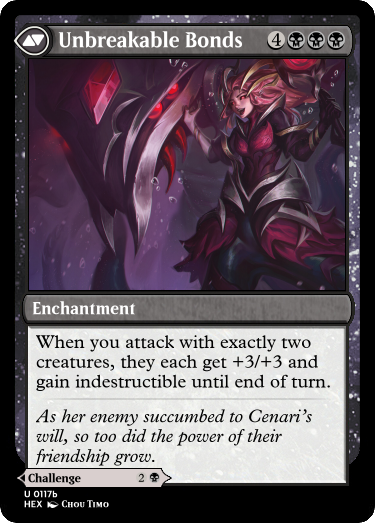 Unbreakable Bonds 4
Enchantment
When you attack with exactly two
creatures, they each get +3/+3 and
gain indestructible until end of turn.
As her enemy succumbed to Cenari's
will, so too did the power of their
friendship grow.
Challenge 2
U 0117b
HEX Chou Timo